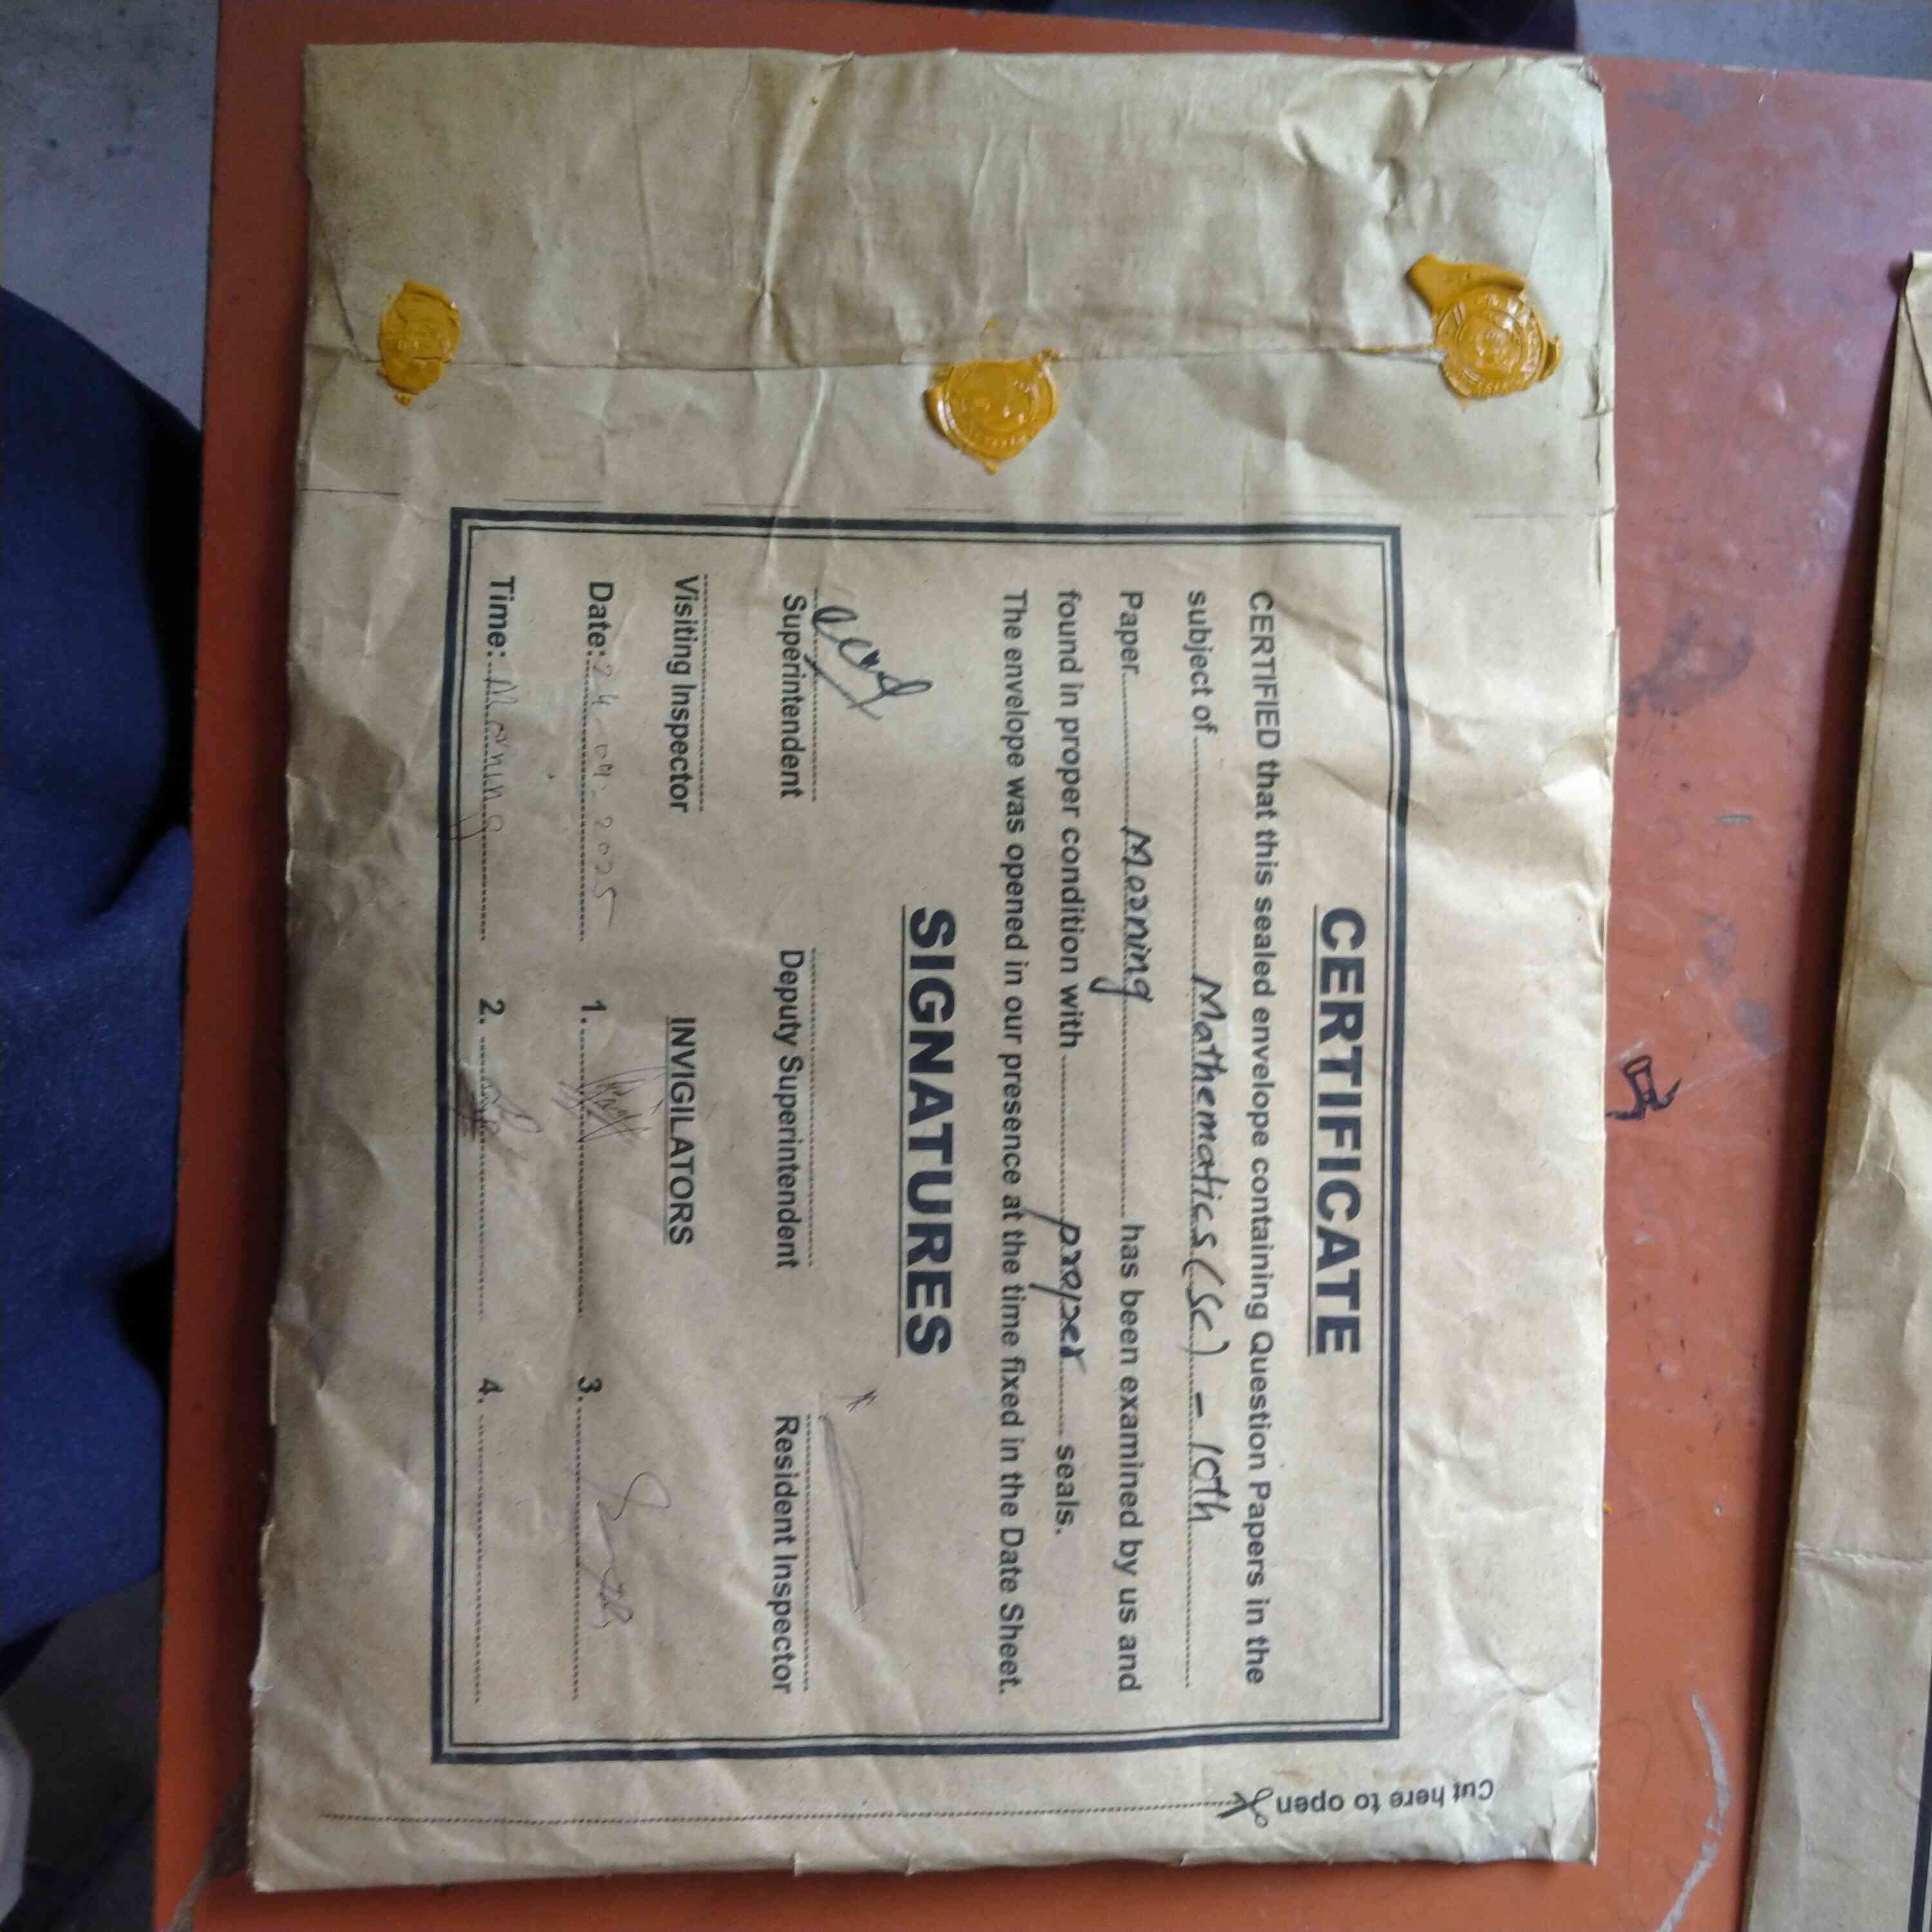 CERTIFICATE
CERTIFIED that this sealed envelope containing Question Papers in the
subject of Mathematics (Sc) - 10th
Paper Morning has been examined by us and
found in proper condition with proper seals.
The envelope was opened in our presence at the time fixed in the Date Sheet.
SIGNATURES
Superintendent Deputy Superintendent Resident Inspector
Visiting Inspector INVIGILATORS
Date: 24-04-2025 1. 3.
Time: Morning 2. 4.
Cut here to open